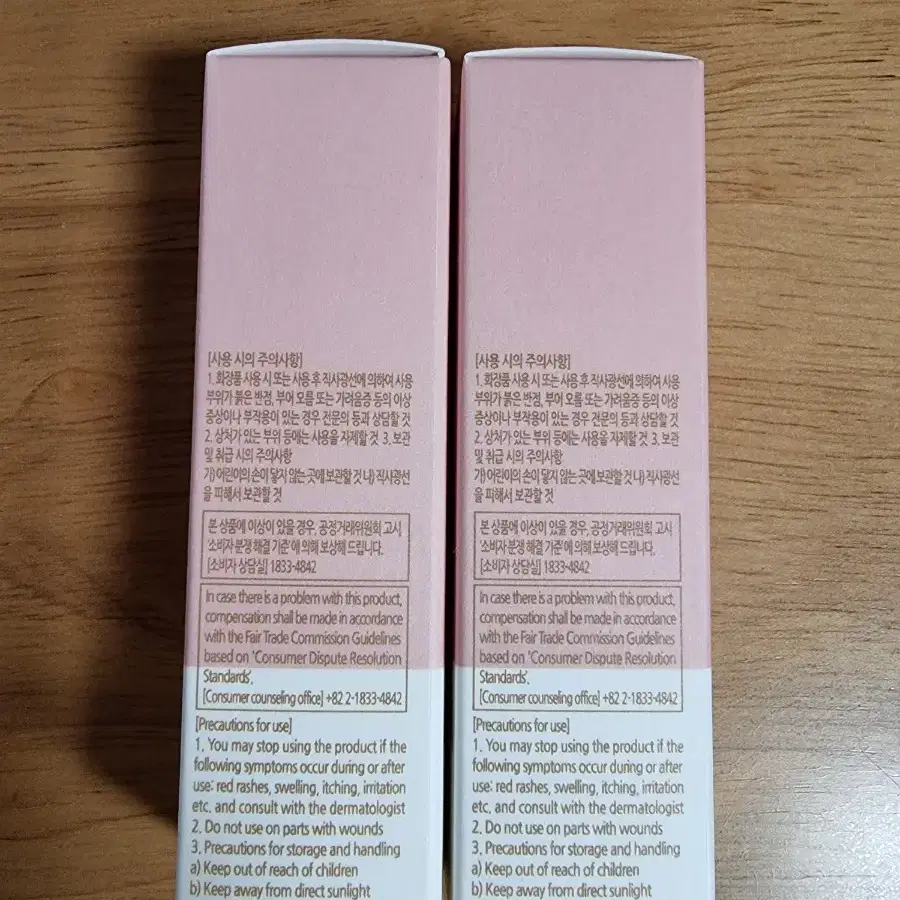 [사용 시의 주의사항]
1. 화장품 사용 시 또는 사용 후 직사광선에 의하여 사용
부위가 붉은 반점, 부어 오름 또는 가려움증 등의 이상
증상이나 부작용이 있는 경우 전문의 등과 상담할 것
2. 상처가 있는 부위 등에는 사용을 자제할 것 3. 보관
및 취급 시의 주의사항
가) 어린이의 손이 닿지 않는 곳에 보관할 것 나) 직사광선
을 피해서 보관할 것
본 상품에 이상이 있을 경우, 공정거래위원회 고시
'소비자 분쟁 해결 기준'에 의해 보상해 드립니다.
[소비자 상담실] 1833-4842
In case there is a problem with this product,
compensation shall be made in accordance
with the Fair Trade Commission Guidelines
based on 'Consumer Dispute Resolution
Standards'.
[Consumer counseling office] +82 2-1833-4842
[Precautions for use]
1. You may stop using the product if the
following symptoms occur during or after
use: red rashes, swelling, itching, irritation
etc, and consult with the dermatologist
2. Do not use on parts with wounds
3. Precautions for storage and handling
a) Keep out of reach of children
b) Keep away from direct sunlight
[사용 시의 주의사항]
1. 화장품 사용 시 또는 사용 후 직사광선에 의하여 사용
부위가 붉은 반점, 부어 오름 또는 가려움증 등의 이상
증상이나 부작용이 있는 경우 전문의 등과 상담할 것
2. 상처가 있는 부위 등에는 사용을 자제할 것 3. 보관
및 취급 시의 주의사항
가) 어린이의 손이 닿지 않는 곳에 보관할 것 나) 직사광선
을 피해서 보관할 것
본 상품에 이상이 있을 경우, 공정거래위원회 고시
'소비자 분쟁 해결 기준'에 의해 보상해 드립니다.
[소비자 상담실] 1833-4842
In case there is a problem with this product,
compensation shall be made in accordance
with the Fair Trade Commission Guidelines
based on 'Consumer Dispute Resolution
Standards'.
[Consumer counseling office] +82 2-1833-4842
[Precautions for use]
1. You may stop using the product if the
following symptoms occur during or after
use: red rashes, swelling, itching, irritation
etc, and consult with the dermatologist
2. Do not use on parts with wounds
3. Precautions for storage and handling
a) Keep out of reach of children
b) Keep away from direct sunlight